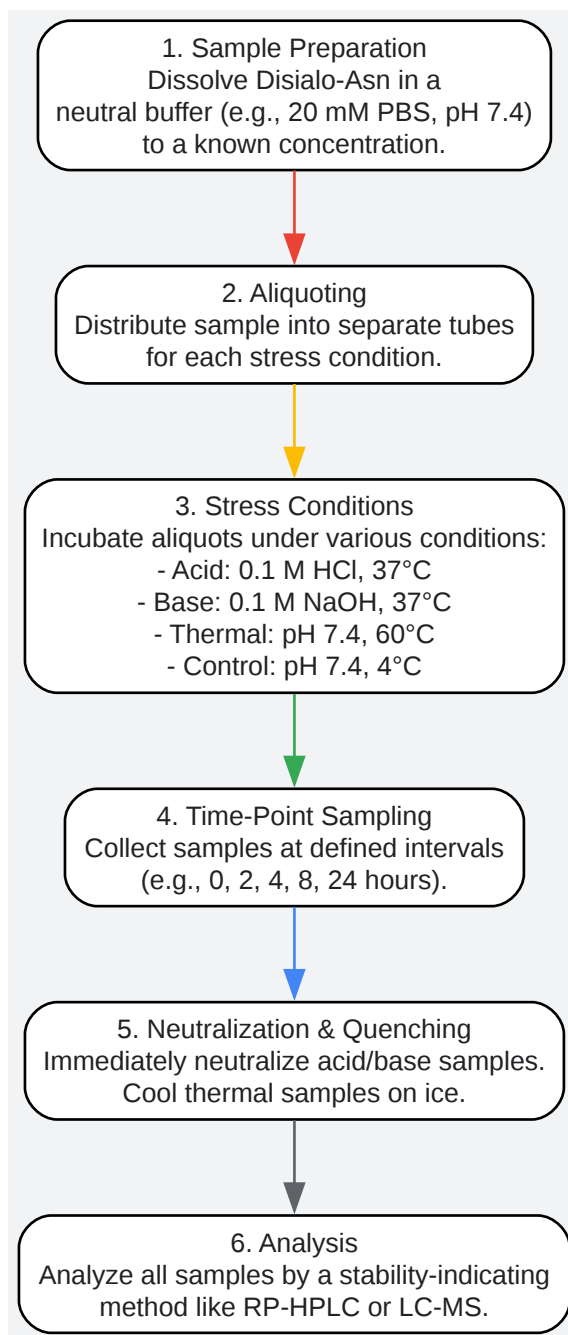 1. Sample Preparation
Dissolve Disialo-Asn in a
neutral buffer (e.g., 20 mM PBS, pH 7.4)
to a known concentration.
2. Aliquoting
Distribute sample into separate tubes
for each stress condition.
3. Stress Conditions
Incubate aliquots under various conditions:
- Acid: 0.1 M HCl, 37°C
- Base: 0.1 M NaOH, 37°C
- Thermal: pH 7.4, 60°C
- Control: pH 7.4, 4°C
4. Time-Point Sampling
Collect samples at defined intervals
(e.g., 0, 2, 4, 8, 24 hours).
5. Neutralization & Quenching
Immediately neutralize acid/base samples.
Cool thermal samples on ice.
6. Analysis
Analyze all samples by a stability-indicating
method like RP-HPLC or LC-MS.